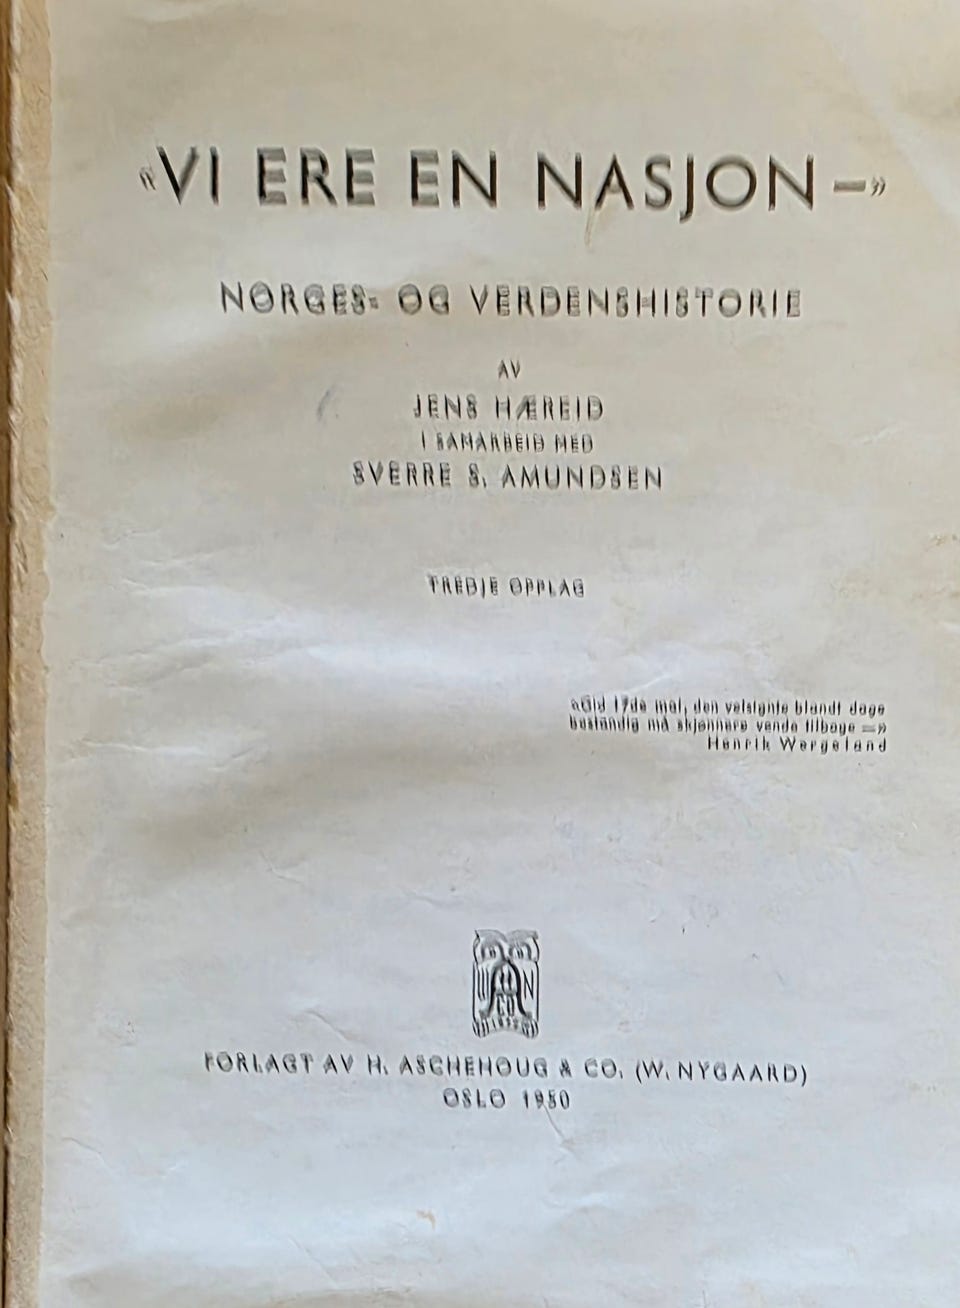 «VI ERE EN NASJON—»
NORGES- OG VERDENSHISTORIE
AV
JENS HÆREID
I SAMARBEID MED
SVERRE S. AMUNDSEN
TREDJE OPPLAG
«Gid 17de mai, den velsignte blandt dage
bestandig må skjønnere vende tilbage —»
Henrik Wergeland
W N
CO
FORLAGT AV H. ASCHEHOUG & CO. (W. NYGAARD)
OSLO 1950